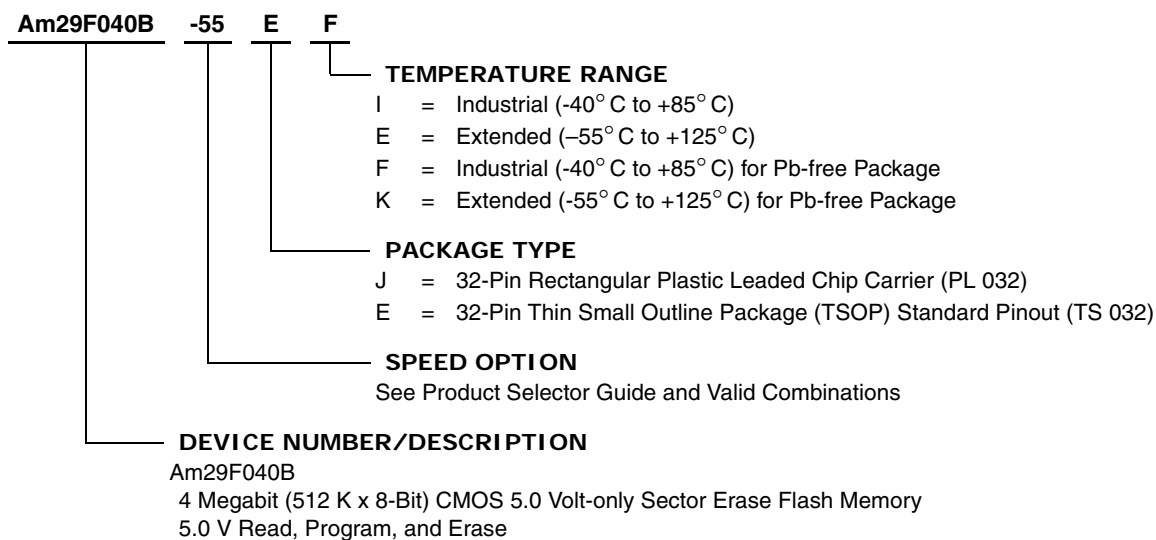 Am29F040B -55 E F
TEMPERATURE RANGE
I = Industrial (-40° C to +85° C)
E = Extended (–55° C to +125° C)
F = Industrial (-40° C to +85° C) for Pb-free Package
K = Extended (-55° C to +125° C) for Pb-free Package
PACKAGE TYPE
J = 32-Pin Rectangular Plastic Leaded Chip Carrier (PL 032)
E = 32-Pin Thin Small Outline Package (TSOP) Standard Pinout (TS 032)
SPEED OPTION
See Product Selector Guide and Valid Combinations
DEVICE NUMBER/DESCRIPTION
Am29F040B
4 Megabit (512 K x 8-Bit) CMOS 5.0 Volt-only Sector Erase Flash Memory
5.0 V Read, Program, and Erase